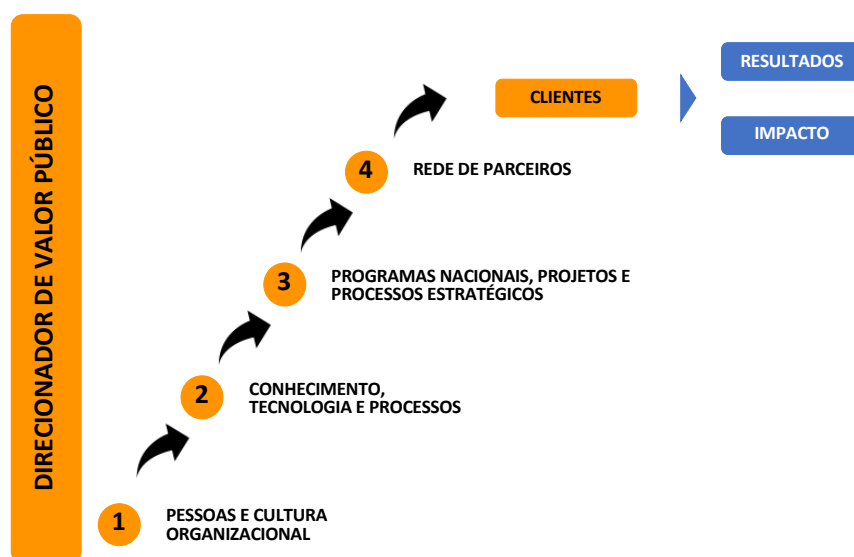 DIRECIONADOR DE VALOR PÚBLICO
RESULTADOS
CLIENTES
IMPACTO
4
REDE DE PARCEIROS
3
PROGRAMAS NACIONAIS, PROJETOS E
PROCESSOS ESTRATÉGICOS
2
CONHECIMENTO,
TECNOLOGIA E PROCESSOS
1
PESSOAS E CULTURA
ORGANIZACIONAL